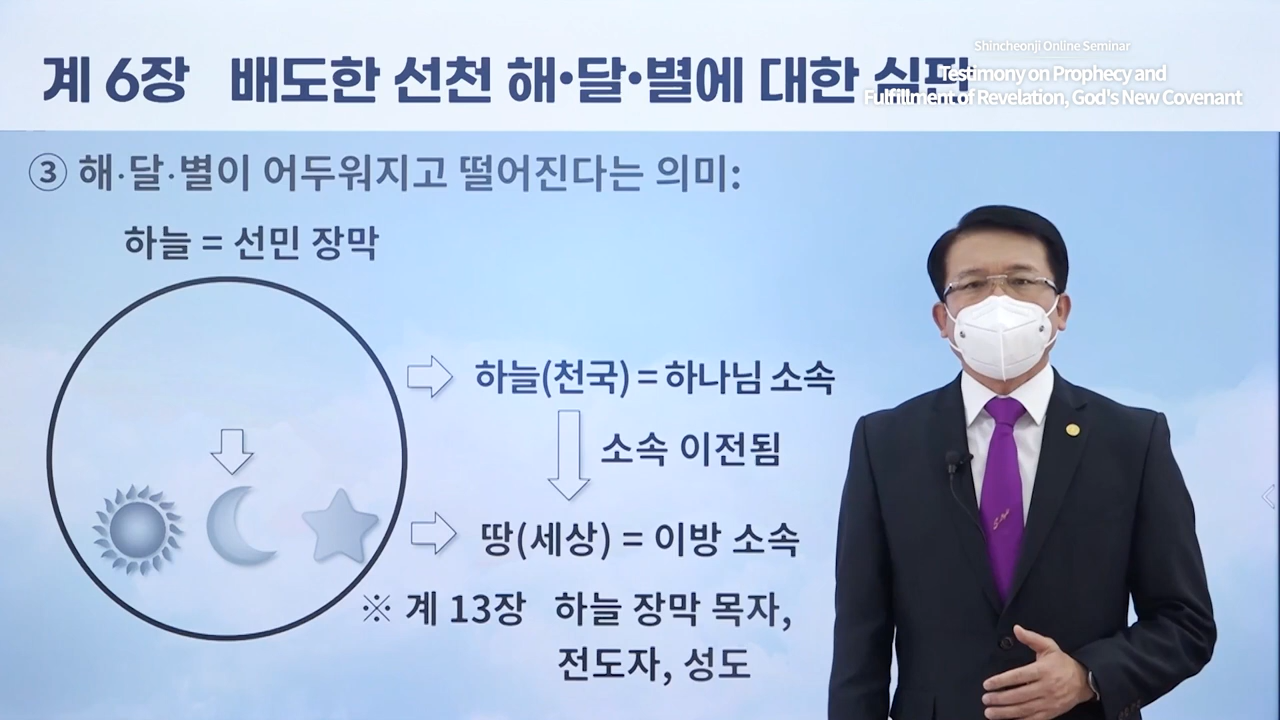 Shincheonji Online Seminar
Testimony on Prophecy and
Fulfillment of Revelation, God's New Covenant
계 6장 배도한 선천 해·달·별에 대한 심판
③ 해·달·별이 어두워지고 떨어진다는 의미:
하늘 = 선민 장막
하늘(천국) = 하나님 소속
소속 이전됨
땅(세상) = 이방 소속
※ 계 13장 하늘 장막 목자,
전도자, 성도